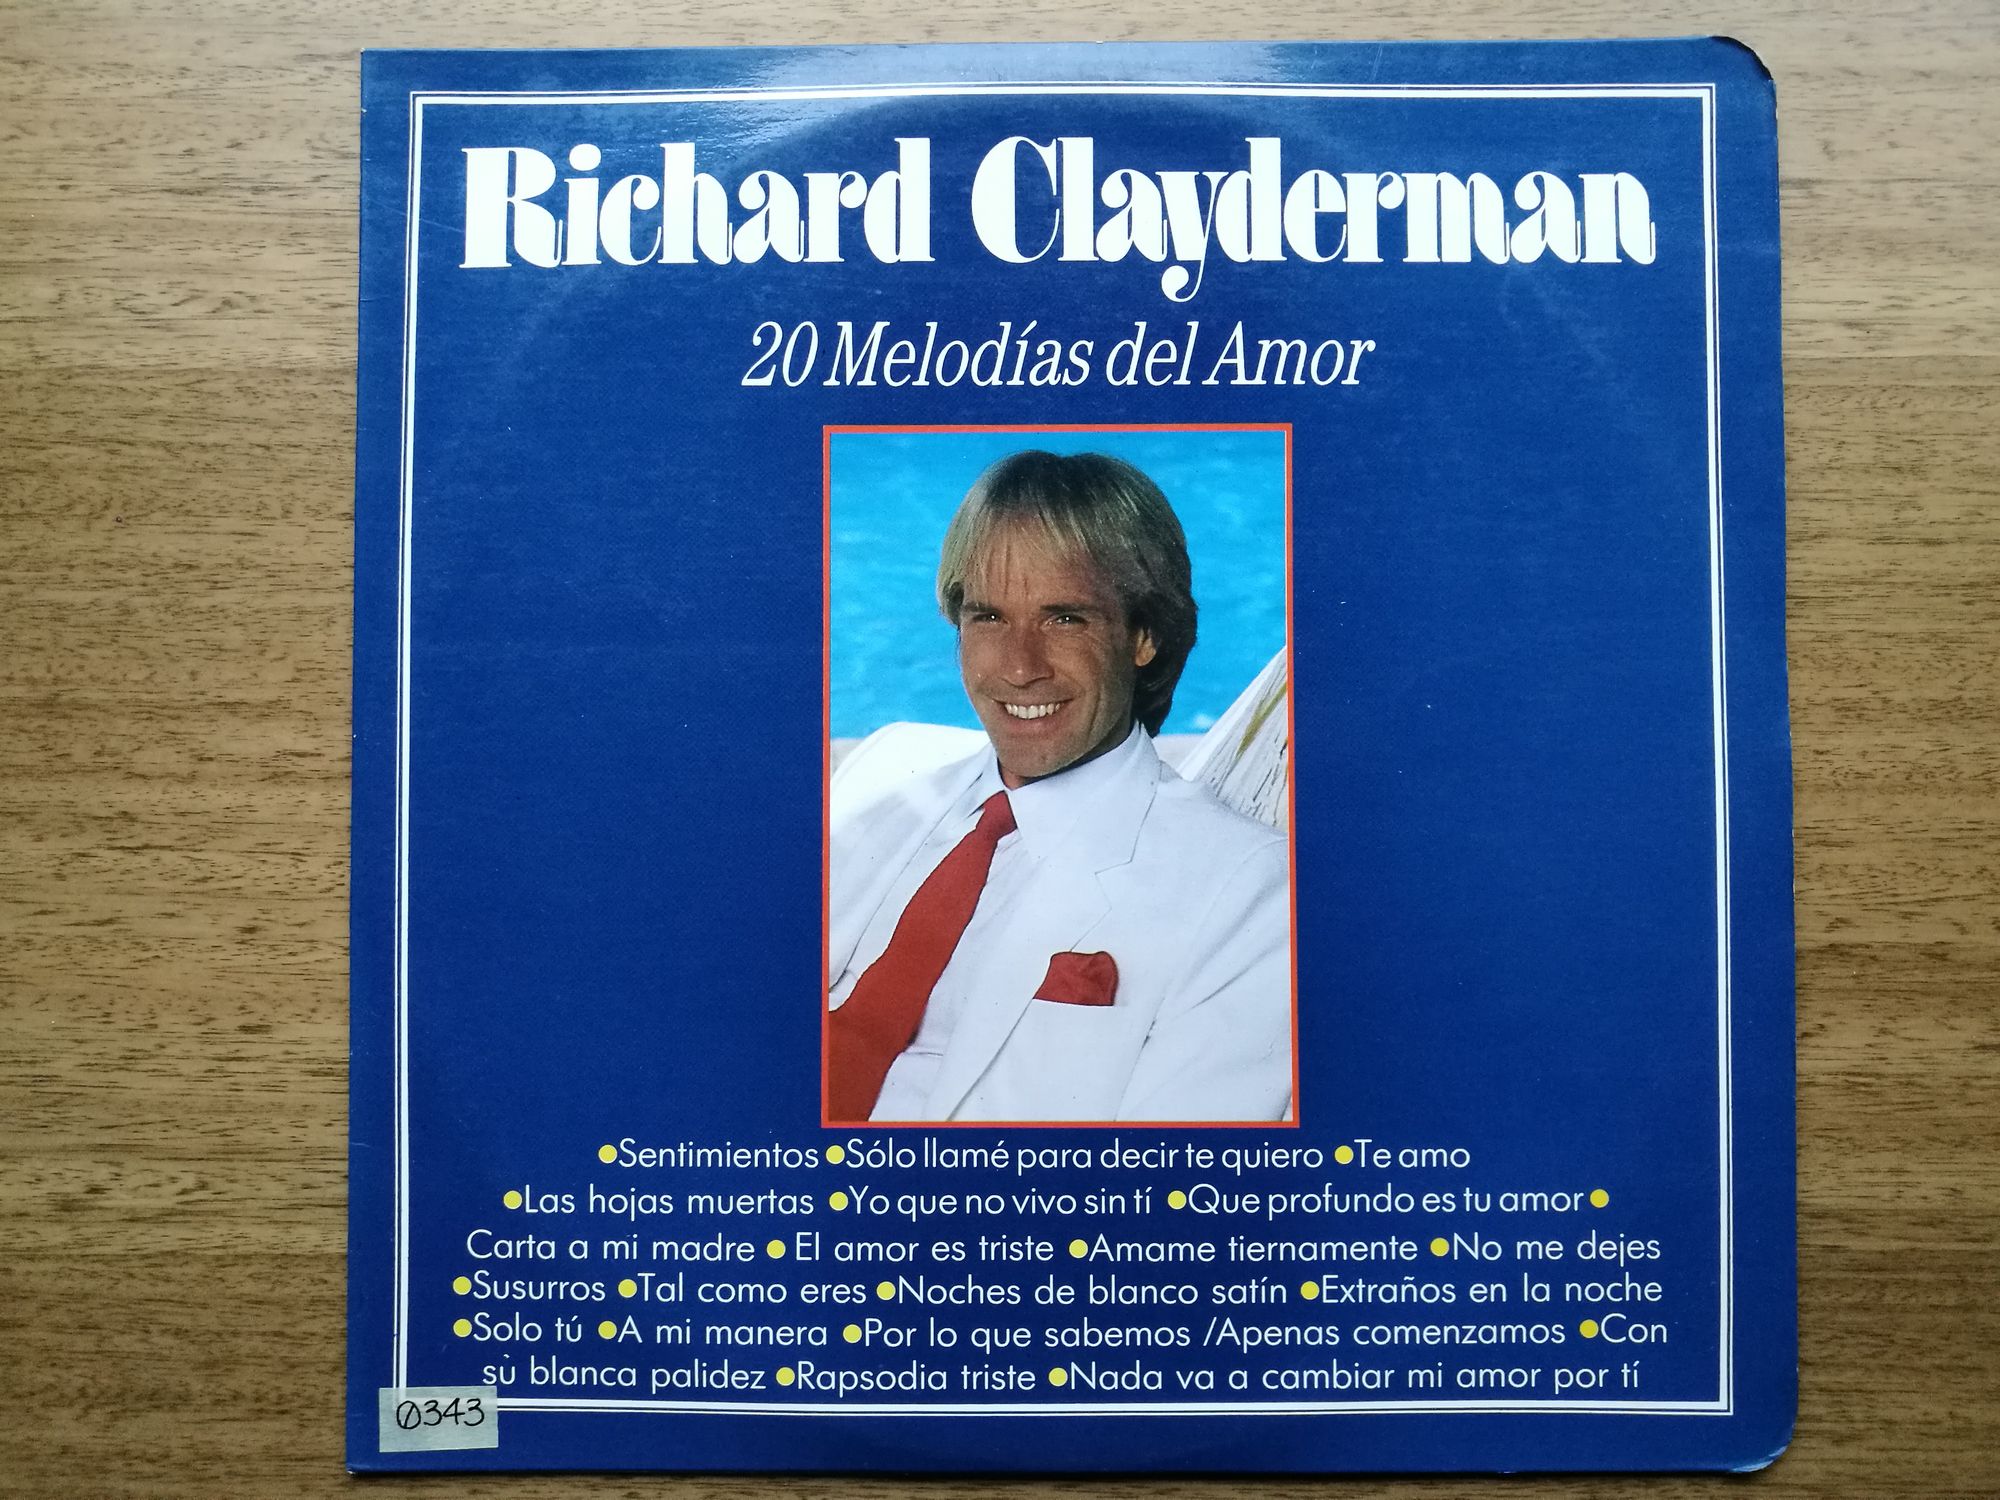 Richard Clayderman
20 Melodías del Amor
●Sentimientos ●Sólo llamé para decir te quiero ●Te amo
●Las hojas muertas ●Yo que no vivo sin tí ●Que profundo es tu amor ●
Carta a mi madre ● El amor es triste ●Amame tiernamente ●No me dejes
●Susurros ●Tal como eres ●Noches de blanco satín ●Extraños en la noche
●Solo tú ●A mi manera ●Por lo que sabemos /Apenas comenzamos ●Con
su blanca palidez ●Rapsodia triste ●Nada va a cambiar mi amor por tí
0343